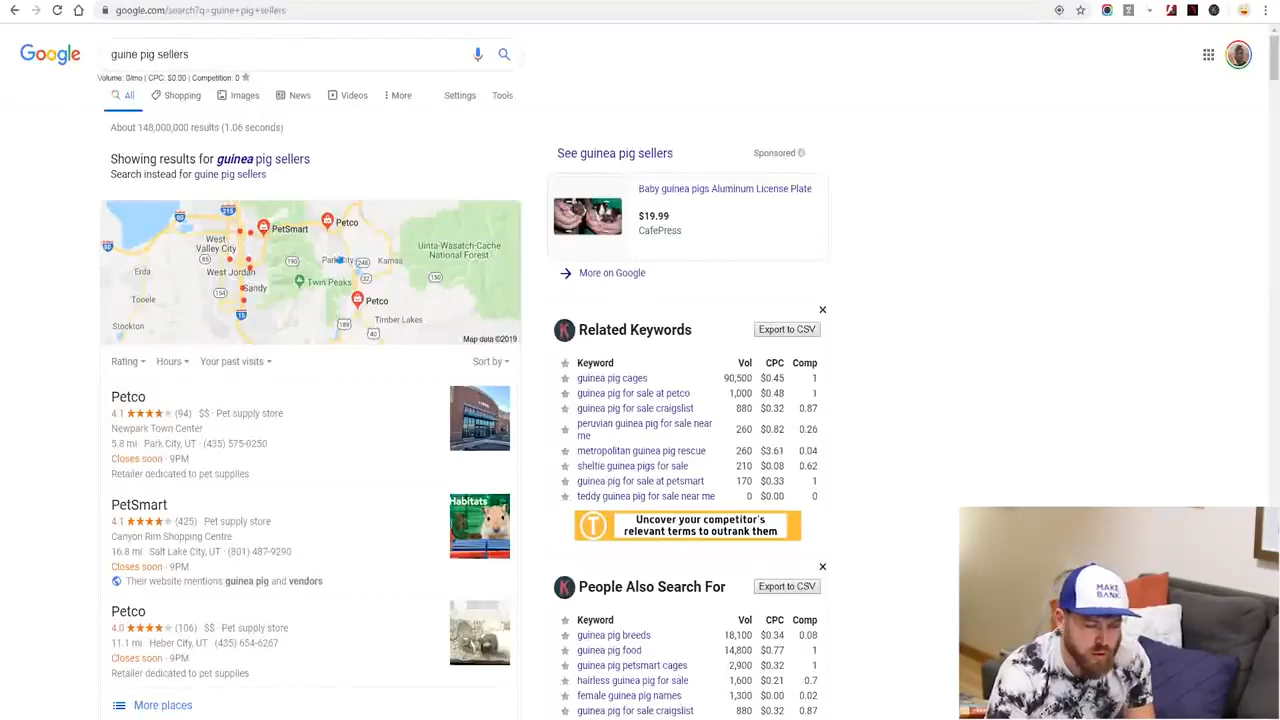 google.com/search?q=guine+pig+sellers
Google
guine pig sellers
Volume: 0/mo | CPC: $0.00 | Competition: 0
All
Shopping
Images
News
Videos
More
Settings
Tools
About 148,000,000 results (1.06 seconds)
Showing results for guinea pig sellers
Search instead for guine pig sellers
215
80
PetSmart
Petco
West
Valley City
80
Park City
Uinta-Wasatch-Cache
National Forest
65
190
248
Kamas
Erda
West Jordan
Twin Peaks
32
150
Tooele
154
Sandy
Petco
15
Stockton
189
Timber Lakes
40
Map data ©2019
Rating
Hours
Your past visits
Sort by
Petco
4.1 (94) $$ · Pet supply store
Newpark Town Center
5.8 mi · Park City, UT · (435) 575-0250
Closes soon · 9PM
Retailer dedicated to pet supplies
PetSmart
4.1 (425) Pet supply store
Canyon Rim Shopping Centre
16.8 mi · Salt Lake City, UT · (801) 487-9290
Closes soon · 9PM
Their website mentions guinea pig and vendors
Habitats
Petco
4.0 (106) $$ · Pet supply store
11.1 mi · Heber City, UT · (435) 654-6267
Closes soon · 9PM
Retailer dedicated to pet supplies
More places
See guinea pig sellers
Sponsored
Baby guinea pigs Aluminum License Plate
$19.99
CafePress
More on Google
K Related Keywords
Export to CSV
Keyword Vol CPC Comp
guinea pig cages 90,500 $0.45 1
guinea pig for sale at petco 1,000 $0.48 1
guinea pig for sale craigslist 880 $0.32 0.87
peruvian guinea pig for sale near
me 260 $0.82 0.26
metropolitan guinea pig rescue 260 $3.61 0.04
sheltie guinea pigs for sale 210 $0.08 0.62
guinea pig for sale at petsmart 170 $0.33 1
teddy guinea pig for sale near me 0 $0.00 0
T Uncover your competitor's
relevant terms to outrank them
K People Also Search For
Export to CSV
Keyword Vol CPC Comp
guinea pig breeds 18,100 $0.34 0.08
guinea pig food 14,800 $0.77 1
guinea pig petsmart cages 2,900 $0.32 1
hairless guinea pig for sale 1,600 $0.21 0.7
female guinea pig names 1,300 $0.00 0.02
guinea pig for sale craigslist 880 $0.32 0.87
MAKE
BANK